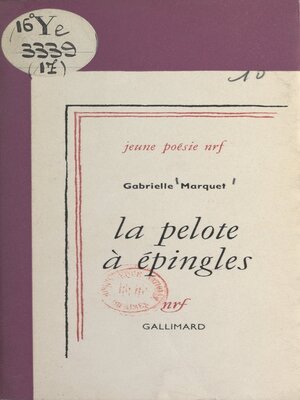 16° Ye
3339
(17)
10
jeune poésie nrf
Gabrielle Marquet
la pelote
à épingles
nrf
GALLIMARD